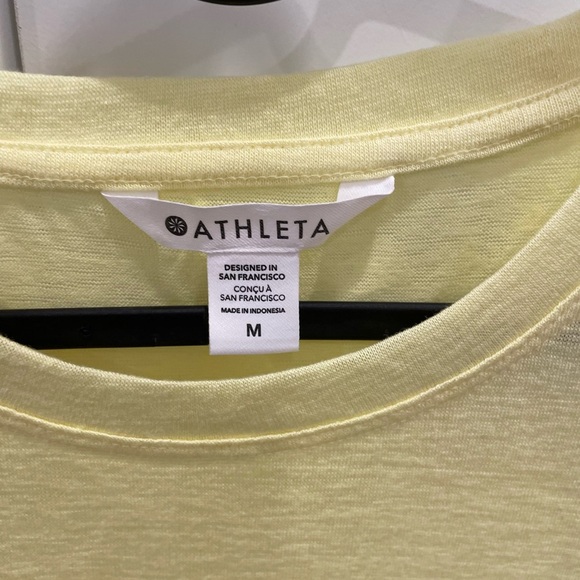 ATHLETA
DESIGNED IN
SAN FRANCISCO
CONÇU À
SAN FRANCISCO
MADE IN INDONESIA
M